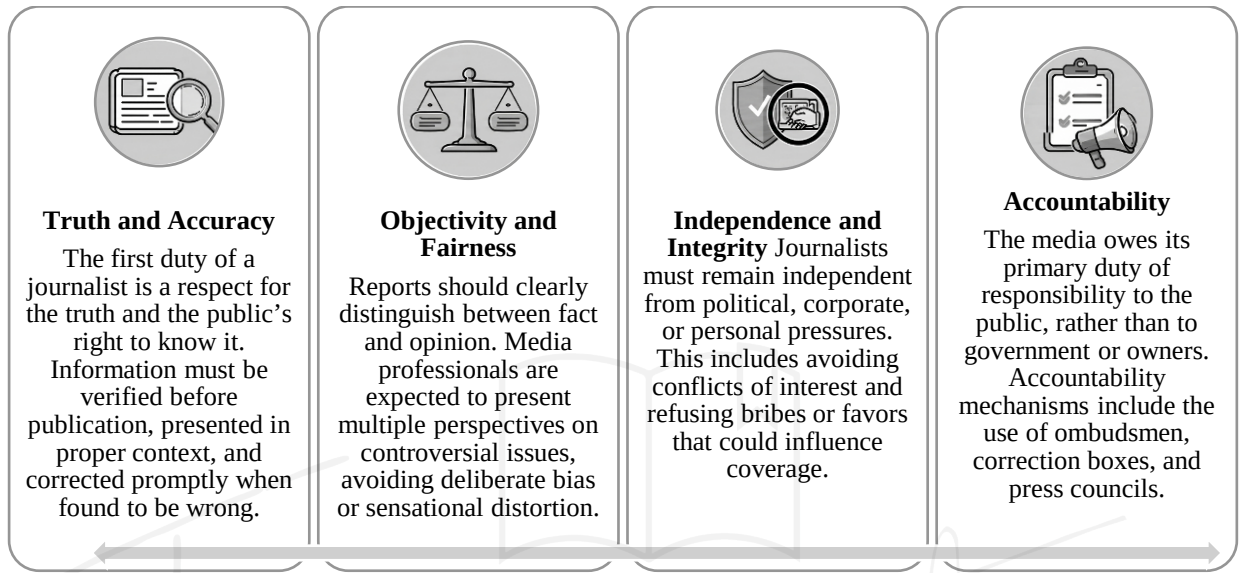 Truth and Accuracy
The first duty of a
journalist is a respect for
the truth and the public’s
right to know it.
Information must be
verified before
publication, presented in
proper context, and
corrected promptly when
found to be wrong.
Objectivity and
Fairness
Reports should clearly
distinguish between fact
and opinion. Media
professionals are
expected to present
multiple perspectives on
controversial issues,
avoiding deliberate bias
or sensational distortion.
Independence and
Integrity Journalists
must remain independent
from political, corporate,
or personal pressures.
This includes avoiding
conflicts of interest and
refusing bribes or favors
that could influence
coverage.
Accountability
The media owes its
primary duty of
responsibility to the
public, rather than to
government or owners.
Accountability
mechanisms include the
use of ombudsmen,
correction boxes, and
press councils.